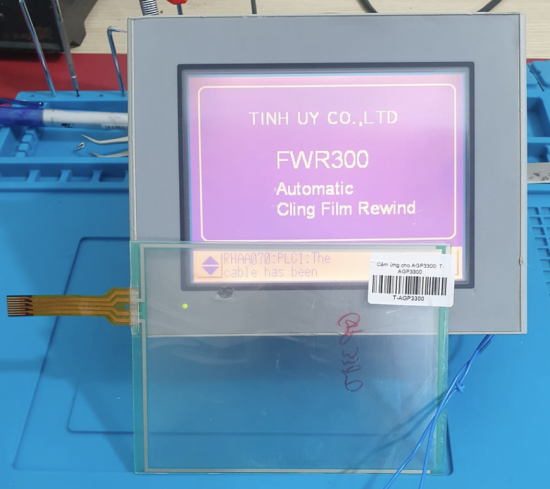 TINH UY CO.,LTD
FWR300
Automatic
Cling Film Rewind
RHAA070:PLC1:The
cable has been
Cảm ứng cho AGP3300- T-
AGP3300
T-AGP3300